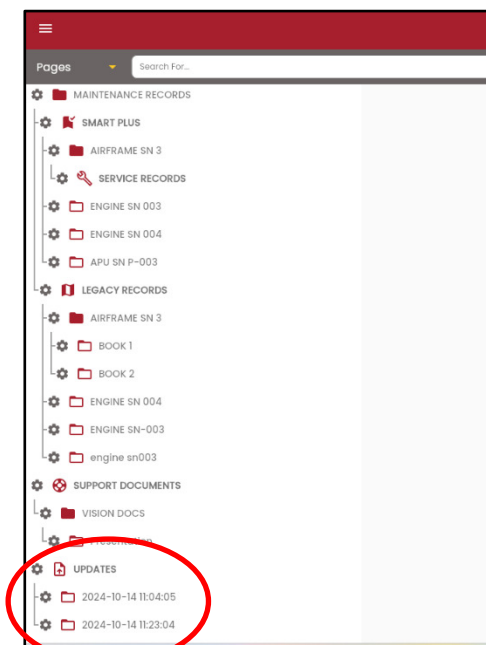 Pages
Search For...
MAINTENANCE RECORDS
SMART PLUS
AIRFRAME SN 3
SERVICE RECORDS
ENGINE SN 003
ENGINE SN 004
APU SN P-003
LEGACY RECORDS
AIRFRAME SN 3
BOOK 1
BOOK 2
ENGINE SN 004
ENGINE SN-003
engine sn003
SUPPORT DOCUMENTS
VISION DOCS
Presentation
UPDATES
2024-10-14 11:04:05
2024-10-14 11:23:04